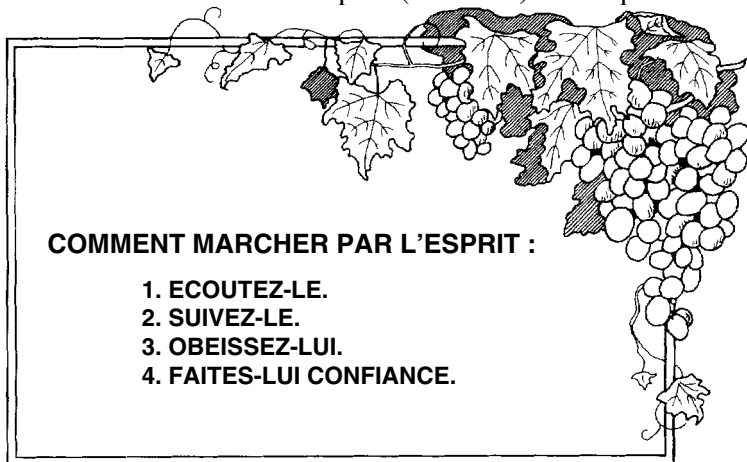 COMMENT MARCHER PAR L'ESPRIT :
1. ECOUTEZ-LE.
2. SUIVEZ-LE.
3. OBEISSEZ-LUI.
4. FAITES-LUI CONFIANCE.